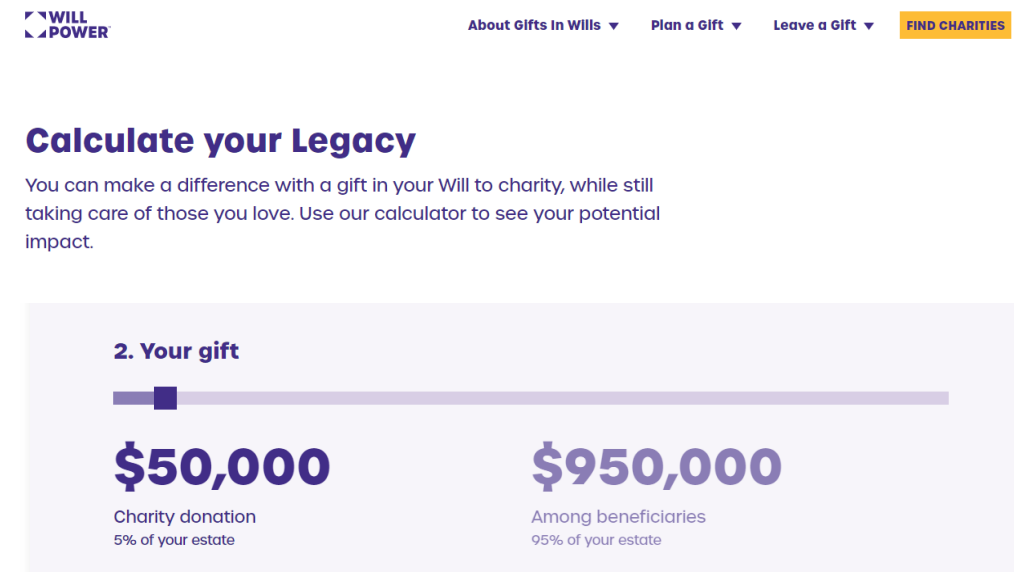 WILL
POWER
About Gifts In Wills
Plan a Gift
Leave a Gift
FIND CHARITIES
Calculate your Legacy
You can make a difference with a gift in your Will to charity, while still
taking care of those you love. Use our calculator to see your potential
impact.
2. Your gift
$50,000
$950,000
Charity donation
Among beneficiaries
5% of your estate
95% of your estate